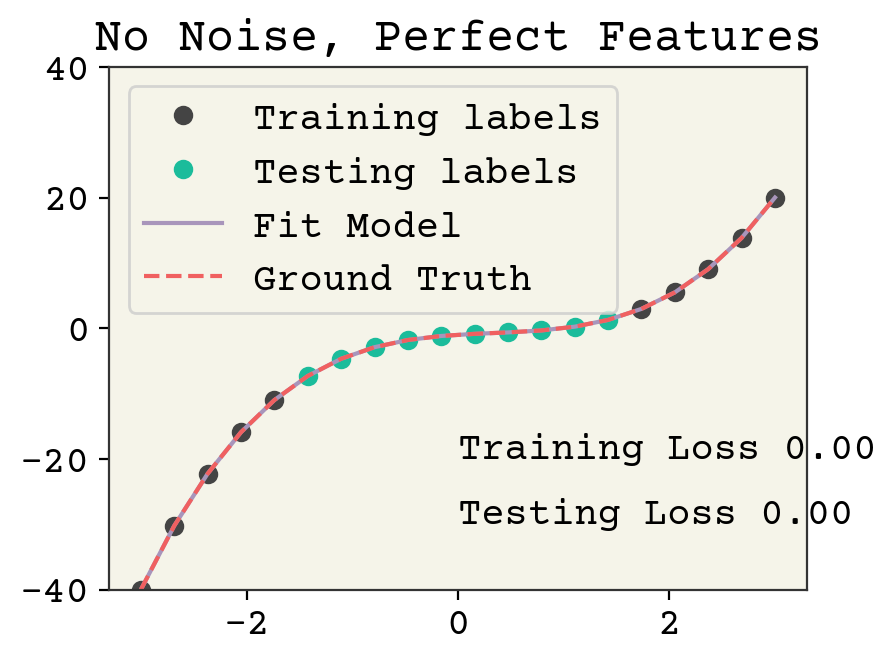 No Noise, Perfect Features
40
20
0
−20
−40
Training labels
Testing labels
Fit Model
Ground Truth
Training Loss 0.00
Testing Loss 0.00
−2
0
2